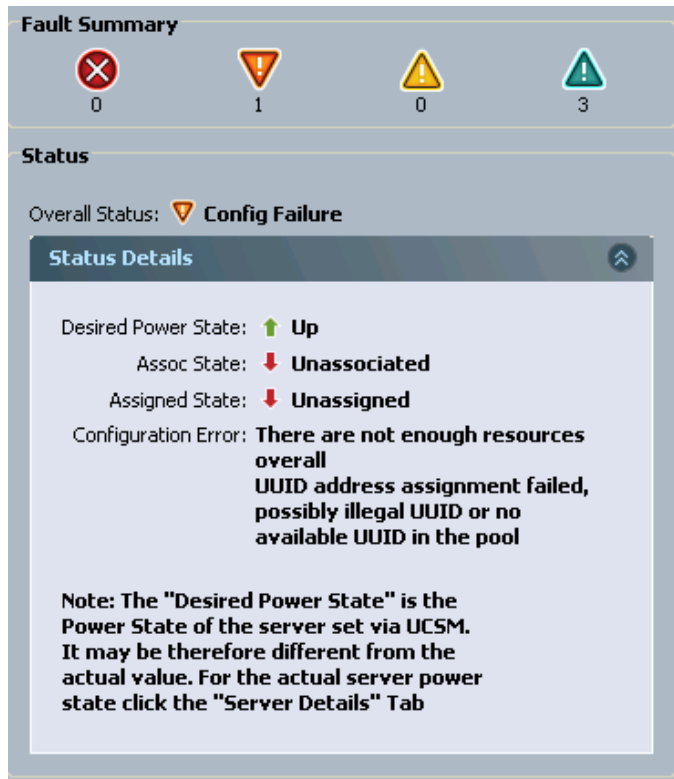 Fault Summary
0 1 0 3
Status
Overall Status: Config Failure
Status Details
Desired Power State: Up
Assoc State: Unassociated
Assigned State: Unassigned
Configuration Error: There are not enough resources
overall
UUID address assignment failed,
possibly illegal UUID or no
available UUID in the pool
Note: The "Desired Power State" is the
Power State of the server set via UCSM.
It may be therefore different from the
actual value. For the actual server power
state click the "Server Details" Tab